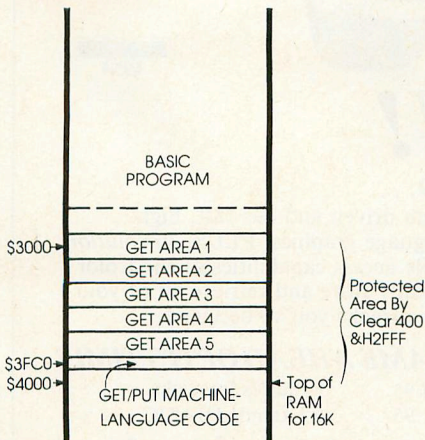 BASIC
PROGRAM
$3000
GET AREA 1
GET AREA 2
GET AREA 3
GET AREA 4
GET AREA 5
$3FC0
$4000
GET/PUT MACHINE-
LANGUAGE CODE
Protected
Area By
Clear 400
&H2FFF
Top of
RAM
for 16K